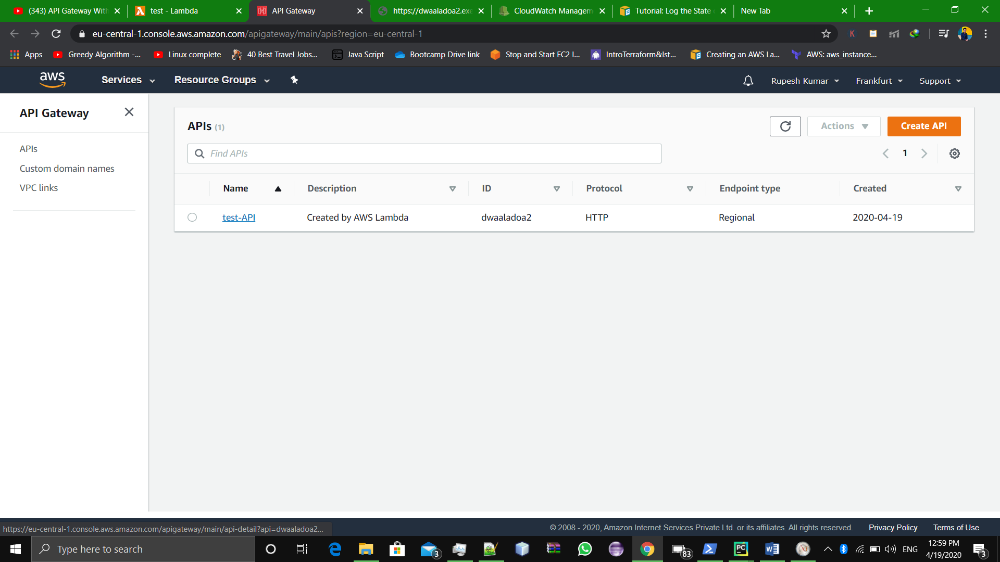 (343) API Gateway With
test - Lambda
API Gateway
https://dwaaladoa2.exe
CloudWatch Managem
Tutorial: Log the State
New Tab
eu-central-1.console.aws.amazon.com/apigateway/main/apis?region=eu-central-1
K
Apps
Greedy Algorithm -...
Linux complete
40 Best Travel Jobs...
Java Script
Bootcamp Drive link
Stop and Start EC2 I...
IntroTerraform&Ist...
Creating an AWS La...
AWS: aws_instance...
aws
Services
Resource Groups
Rupesh Kumar
Frankfurt
Support
API Gateway
APIs
Custom domain names
VPC links
APIs (1)
Actions
Create API
Find APIs
1
Name
Description
ID
Protocol
Endpoint type
Created
test-API
Created by AWS Lambda
dwaaladoa2
HTTP
Regional
2020-04-19
https://eu-central-1.console.aws.amazon.com/apigateway/main/api-detail?api=dwaaladoa2...
© 2008 - 2020, Amazon Internet Services Private Ltd. or its affiliates. All rights reserved.
Privacy Policy
Terms of Use
Type here to search
3
83
PC
W
ENG
12:59 PM
4/19/2020
3